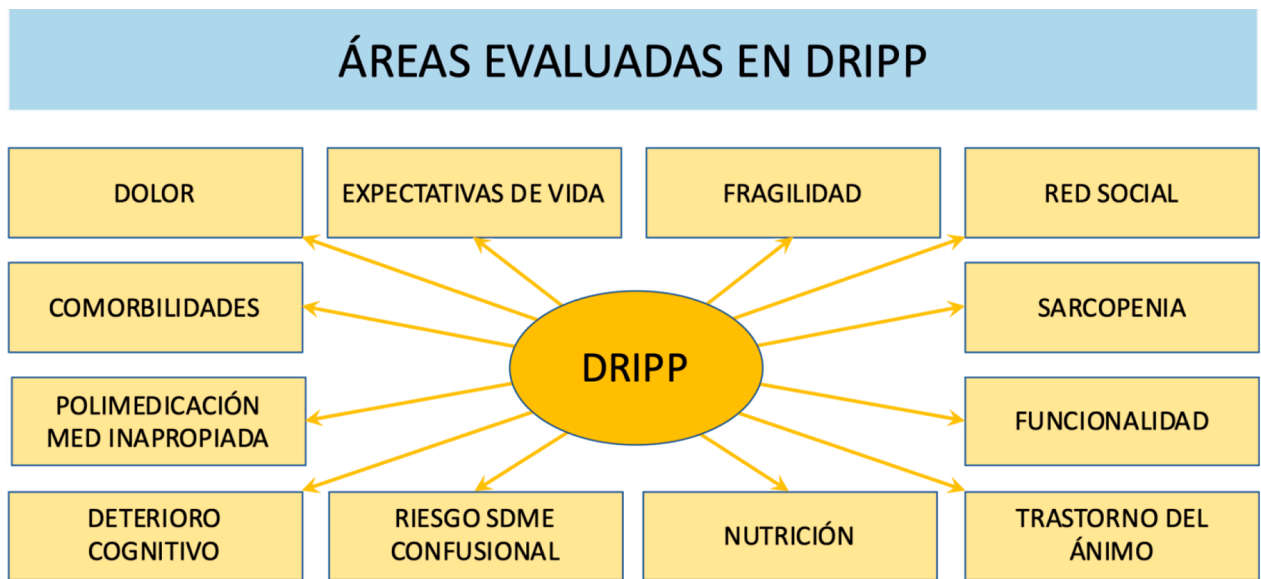 ÁREAS EVALUADAS EN DRIPP
DOLOR
EXPECTATIVAS DE VIDA
FRAGILIDAD
RED SOCIAL
COMORBILIDADES
SARCOPENIA
DRIPP
POLIMEDICACIÓN
MED INAPROPIADA
FUNCIONALIDAD
DETERIORO
COGNITIVO
RIESGO SDME
CONFUSIONAL
NUTRICIÓN
TRASTORNO DEL
ÁNIMO